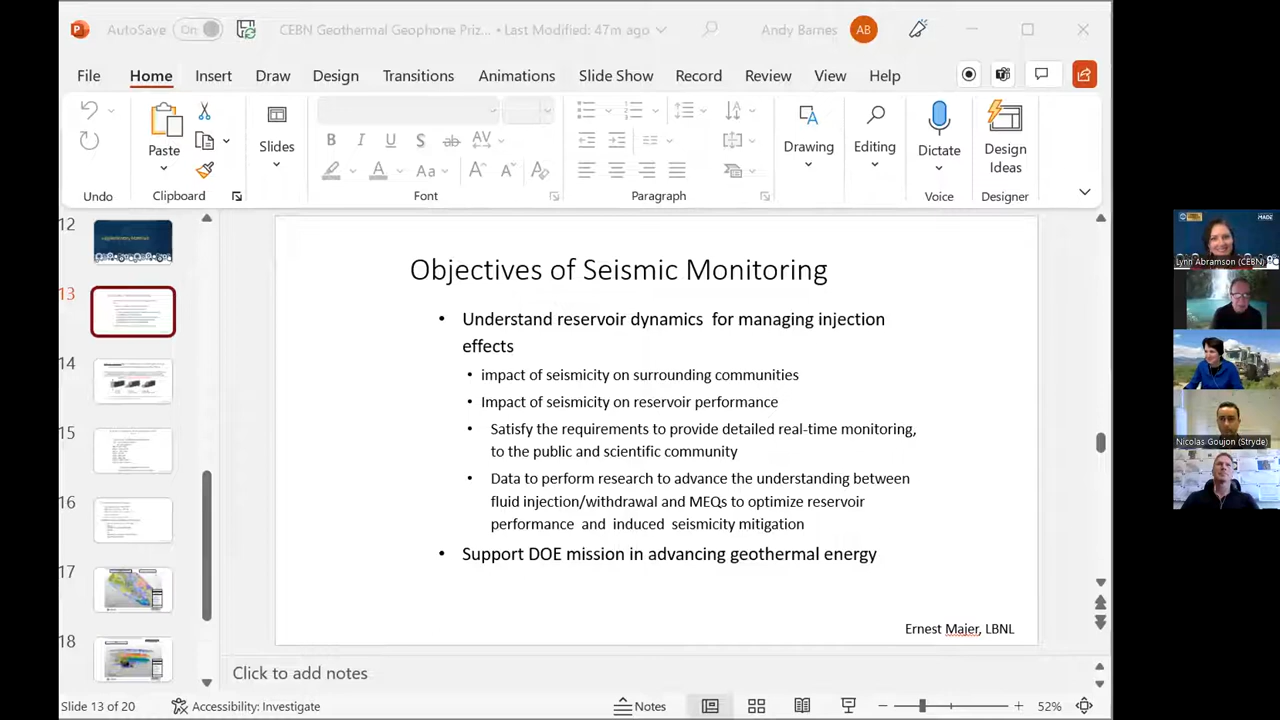 AutoSave On CEBN Geothermal Geophone Priz... • Last Modified: 47m ago Andy Barnes AB
File Home Insert Draw Design Transitions Animations Slide Show Record Review View Help
Paste Slides Drawing Editing Dictate Design Ideas
B I U S ab AV
A Aa A A A
Undo Clipboard Font Paragraph Voice Designer
12
13
14
15
16
17
18
Objectives of Seismic Monitoring
• Understand reservoir dynamics for managing injection
effects
• impact of seismicity on surrounding communities
• Impact of seismicity on reservoir performance
• Satisfy the requirements to provide detailed real-time monitoring,
to the public and scientific community
• Data to perform research to advance the understanding between
fluid injection/withdrawal and MEQs to optimize reservoir
performance and induced seismicity mitigation
• Support DOE mission in advancing geothermal energy
Ernest Majer, LBNL
Click to add notes
Slide 13 of 20 Accessibility: Investigate Notes 52%
Lynn Abramson (CEBN)
Nicolas Goujon (Stryde)